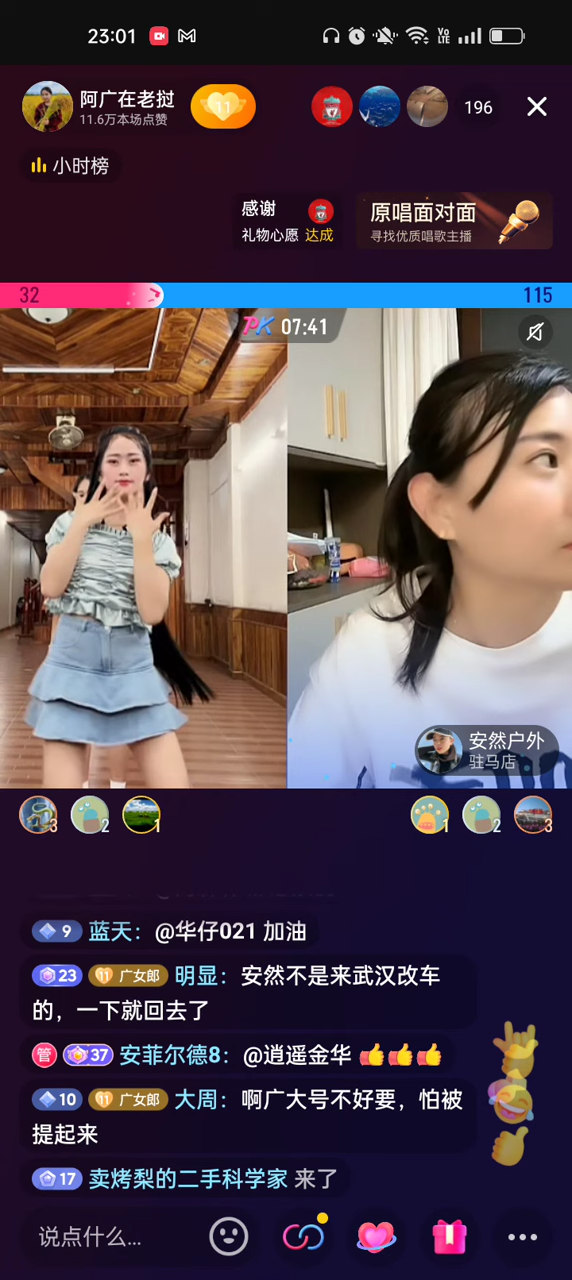 23:01
VoLTE
阿广在老挝
11.6万本场点赞
11
196
小时榜
感谢
礼物心愿 达成
原唱面对面
寻找优质唱歌主播
32
115
PK 07:41
安然户外
驻马店
3
2
1
1
2
3
9 蓝天：@华仔021 加油
23 11 广女郎 明显：安然不是来武汉改车
的，一下就回去了
管 37 安菲尔德8：@逍遥金华
10 11 广女郎 大周：啊广大号不好要，怕被
提起来
17 卖烤梨的二手科学家 来了
说点什么...